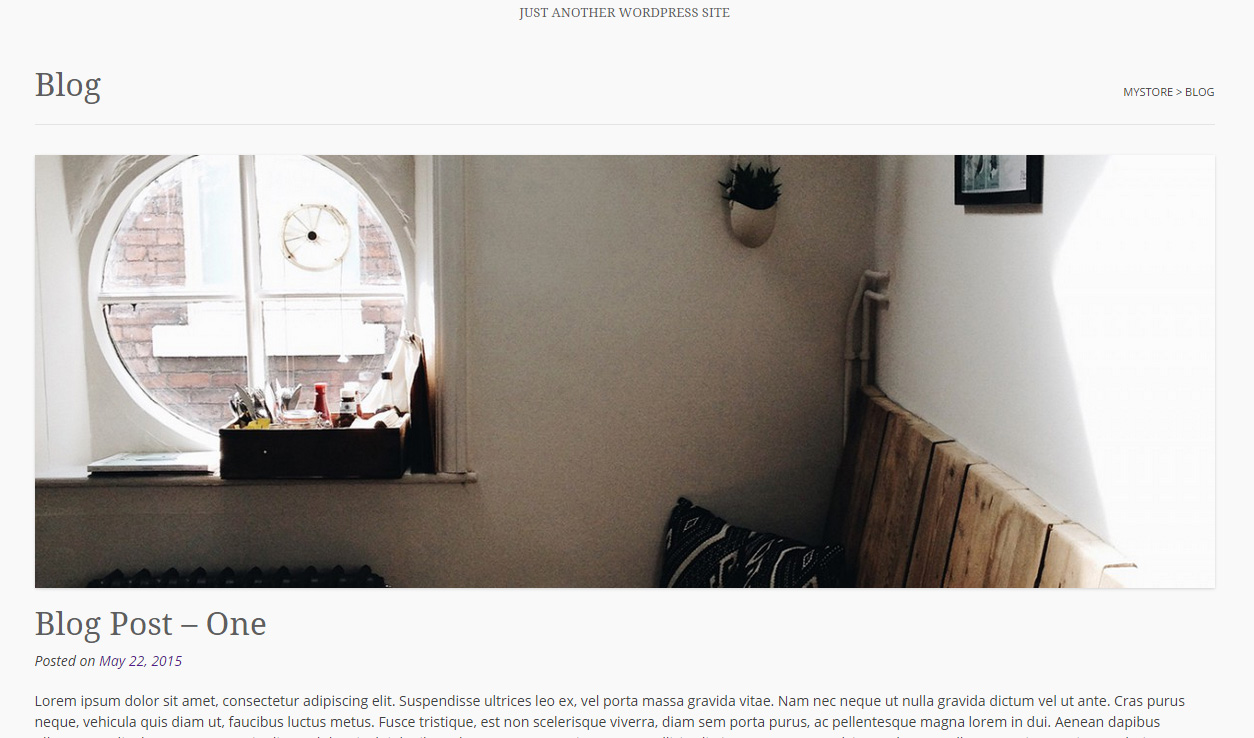 JUST ANOTHER WORDPRESS SITE
Blog
MYSTORE > BLOG
Blog Post – One
Posted on May 22, 2015
Lorem ipsum dolor sit amet, consectetur adipiscing elit. Suspendisse ultrices leo ex, vel porta massa gravida vitae. Nam nec neque ut nulla gravida dictum vel ut ante. Cras purus
neque, vehicula quis diam ut, faucibus luctus metus. Fusce tristique, est non scelerisque viverra, diam sem porta purus, ac pellentesque magna lorem in dui. Aenean dapibus